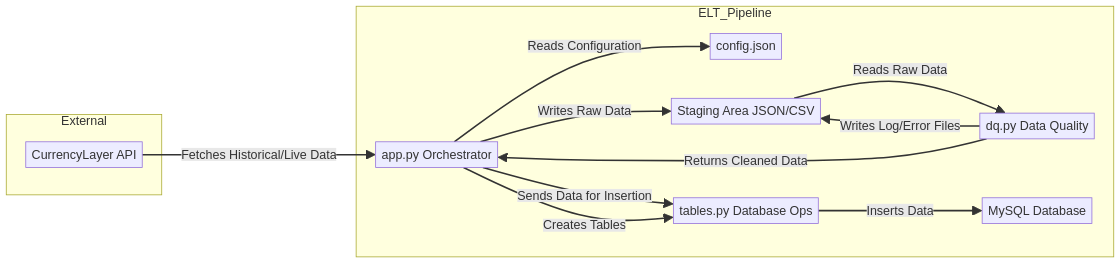 ELT_Pipeline
Reads Configuration
config.json
Reads Raw Data
Writes Raw Data
Staging Area JSON/CSV
External
Writes Log/Error Files
dq.py Data Quality
CurrencyLayer API
Fetches Historical/Live Data
app.py Orchestrator
Returns Cleaned Data
Sends Data for Insertion
tables.py Database Ops
Inserts Data
MySQL Database
Creates Tables